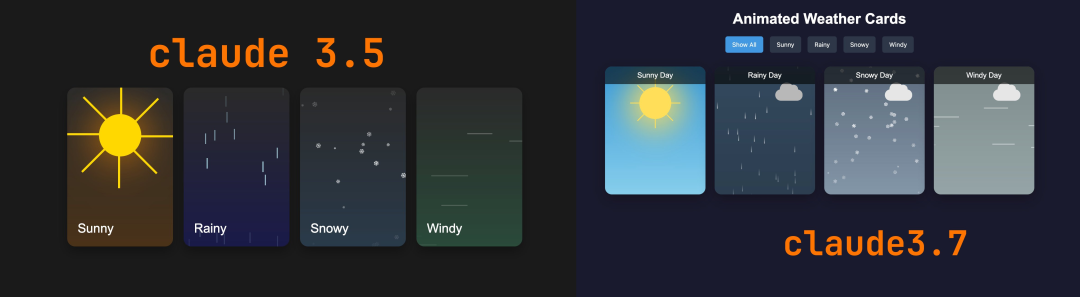 claude 3.5
Sunny
Rainy
Snowy
Windy
Animated Weather Cards
Show All
Sunny
Rainy
Snowy
Windy
Sunny Day
Rainy Day
Snowy Day
Windy Day
claude3.7